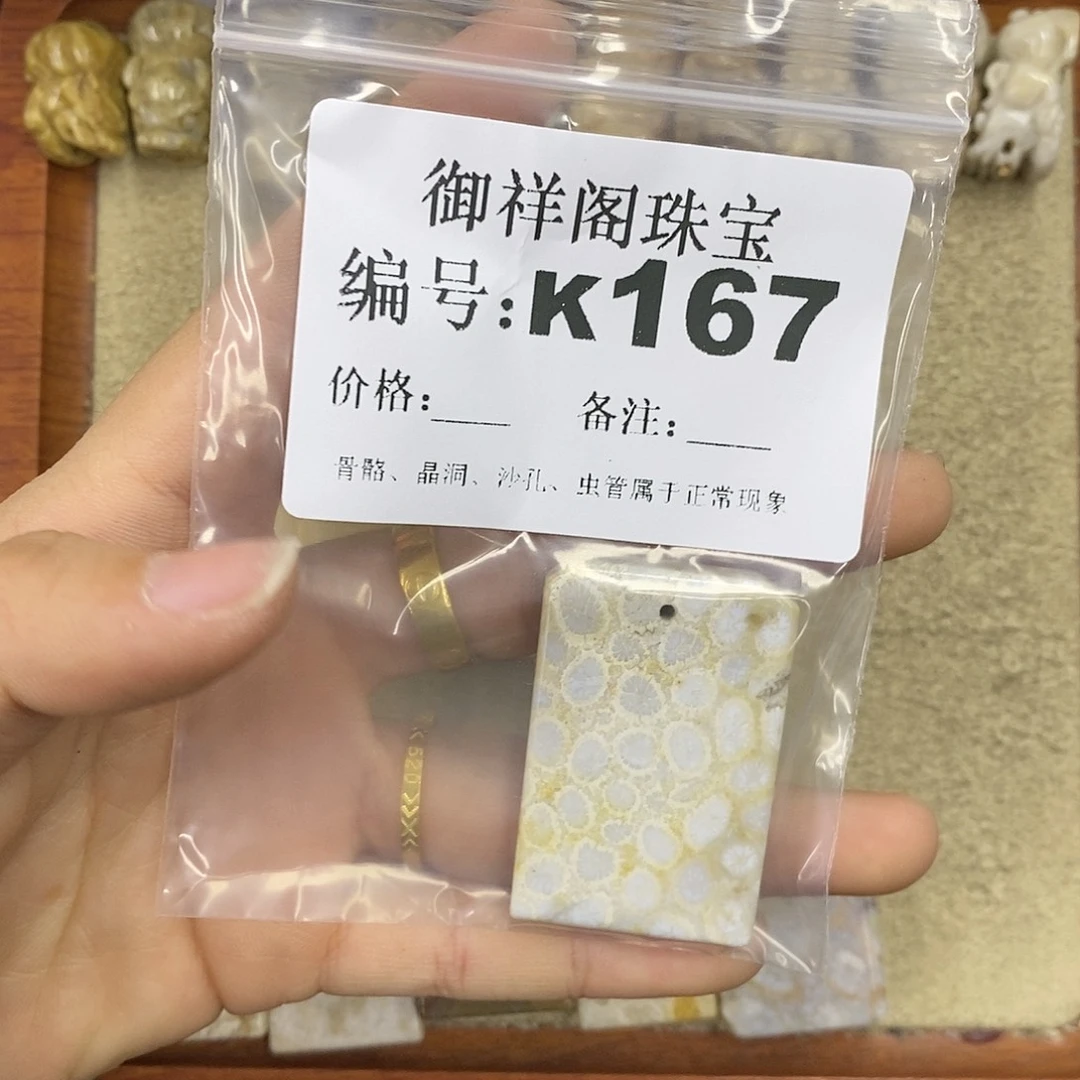 御祥阁珠宝
编号:K167
价格:____ 备注:____
骨骼、晶洞、沙孔、虫管属于正常现象
520